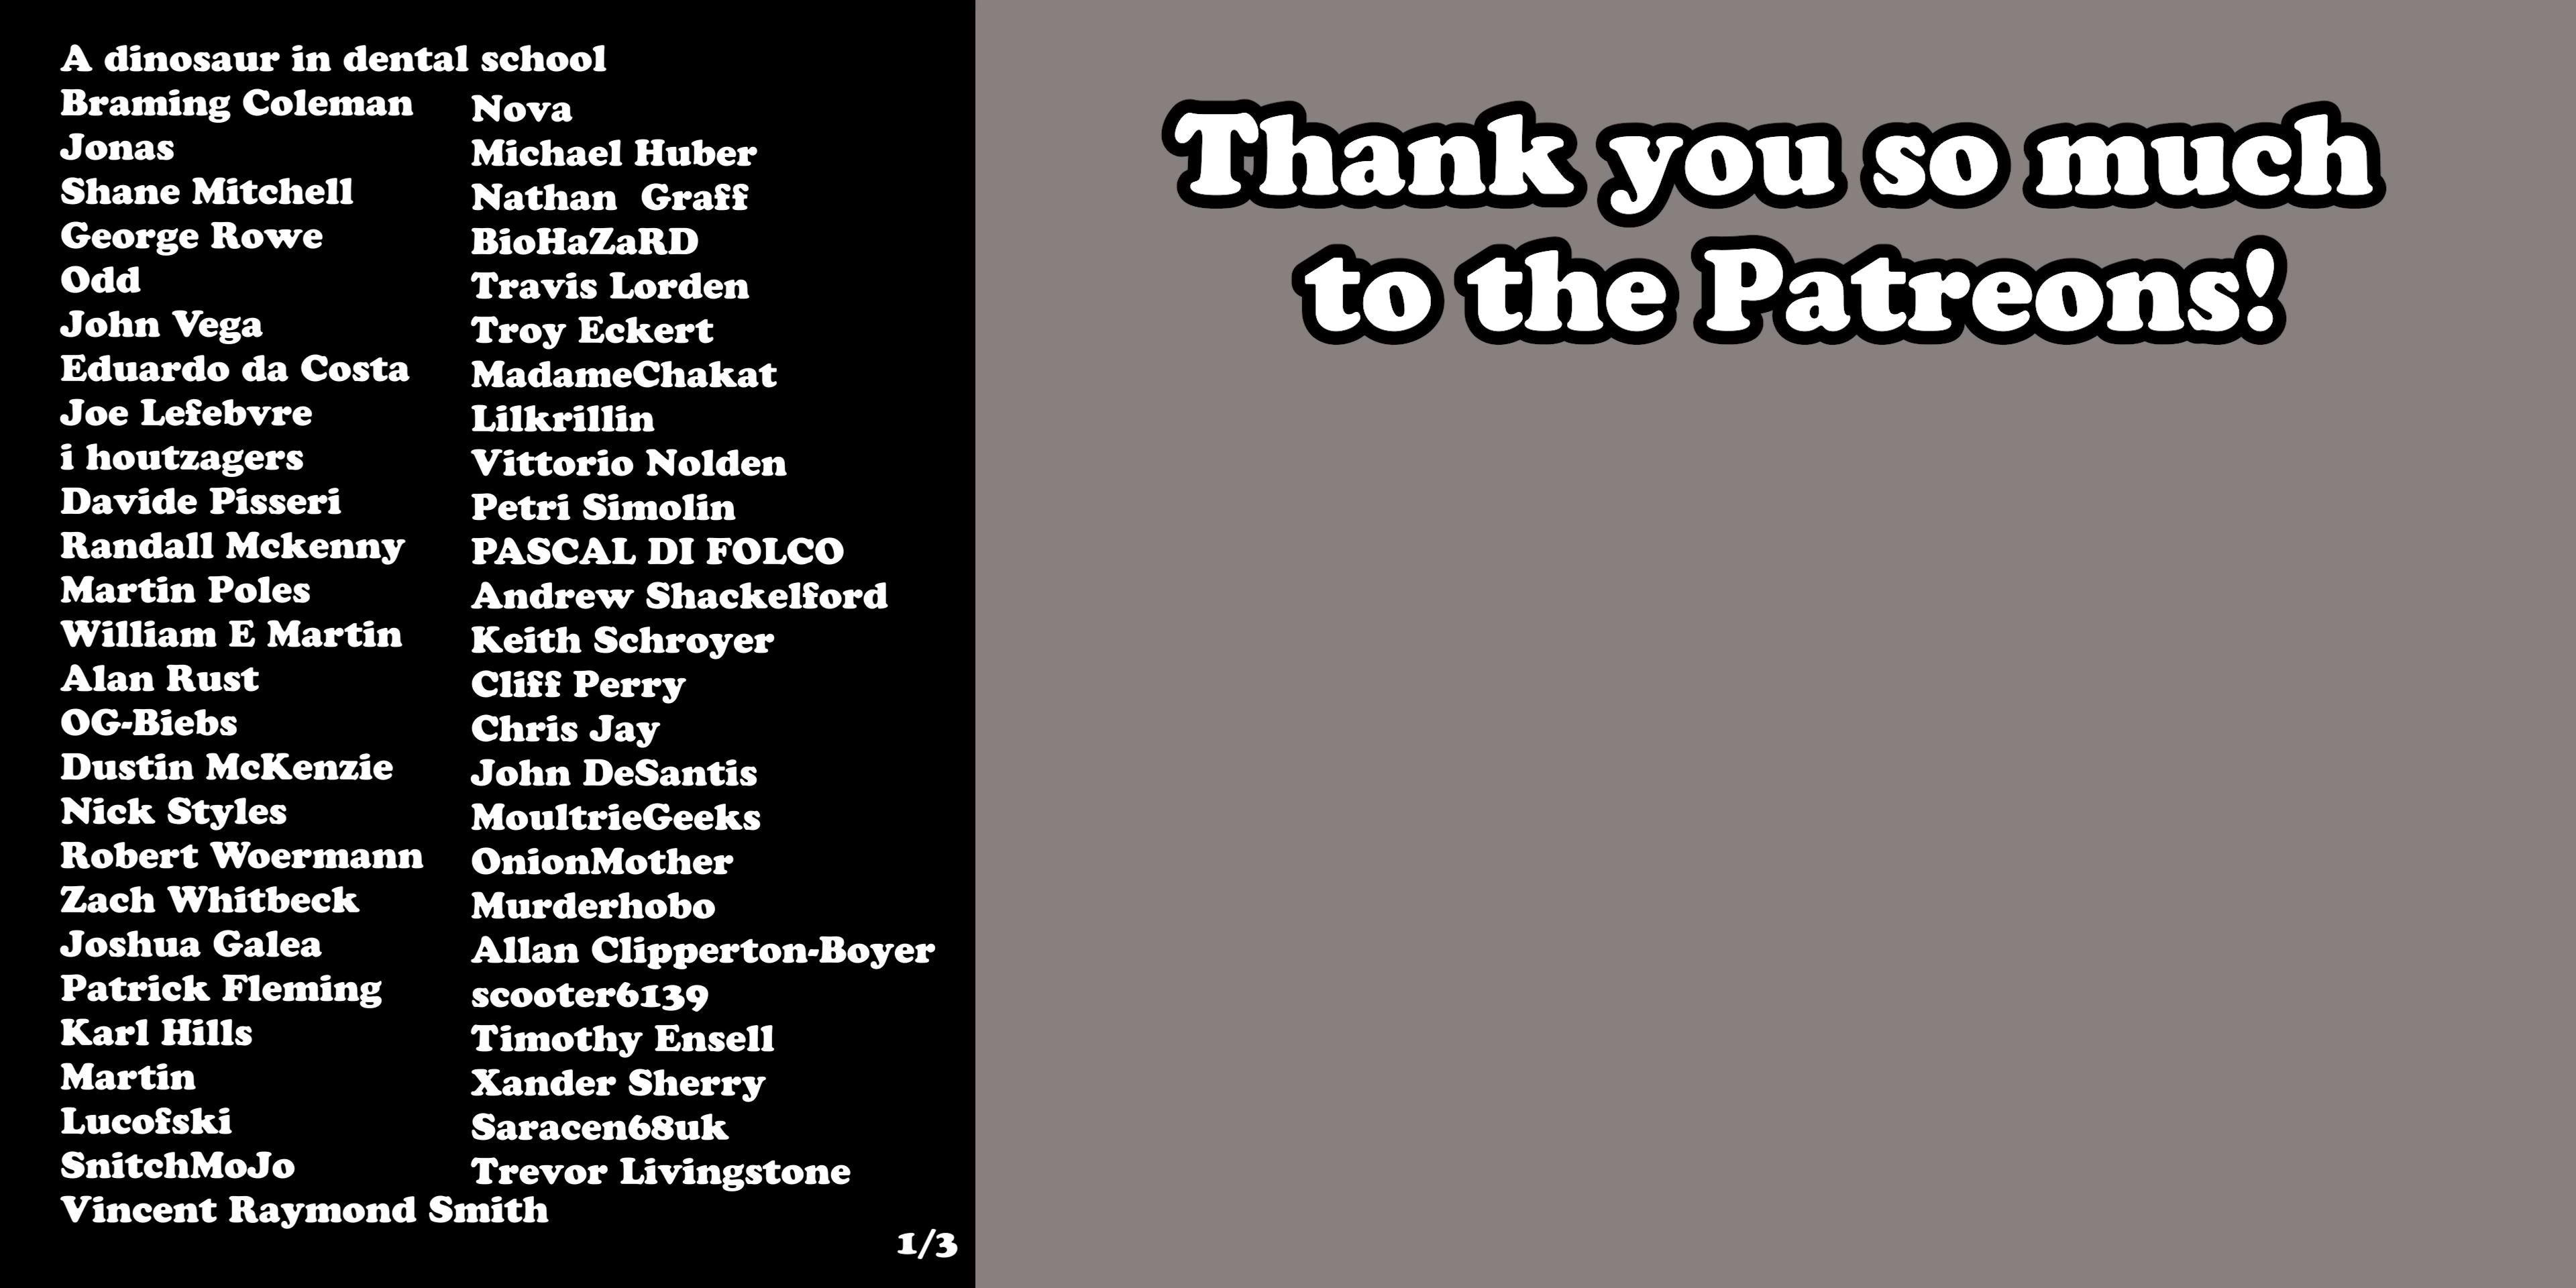 A dinosaur in dental school
Braming Coleman
Jonas
Shane Mitchell
George Rowe
Odd
John Vega
Eduardo da Costa
Joe Lefebvre
i houtzagers
Davide Pisseri
Randall Mckenny
Martin Poles
William E Martin
Alan Rust
OG-Biebs
Dustin McKenzie
Nick Styles
Robert Woermann
Zach Whitbeck
Joshua Galea
Patrick Fleming
Karl Hills
Martin
Lucofski
SnitchMoJo
Vincent Raymond Smith
Nova
Michael Huber
Nathan  Graff
BioHaZaRD
Travis Lorden
Troy Eckert
MadameChakat
Lilkrillin
Vittorio Nolden
Petri Simolin
PASCAL DI FOLCO
Andrew Shackelford
Keith Schroyer
Cliff Perry
Chris Jay
John DeSantis
MoultrieGeeks
OnionMother
Murderhobo
Allan Clipperton-Boyer
scooter6139
Timothy Ensell
Xander Sherry
Saracen68uk
Trevor Livingstone
1/3
Thank you so much
to the Patreons!